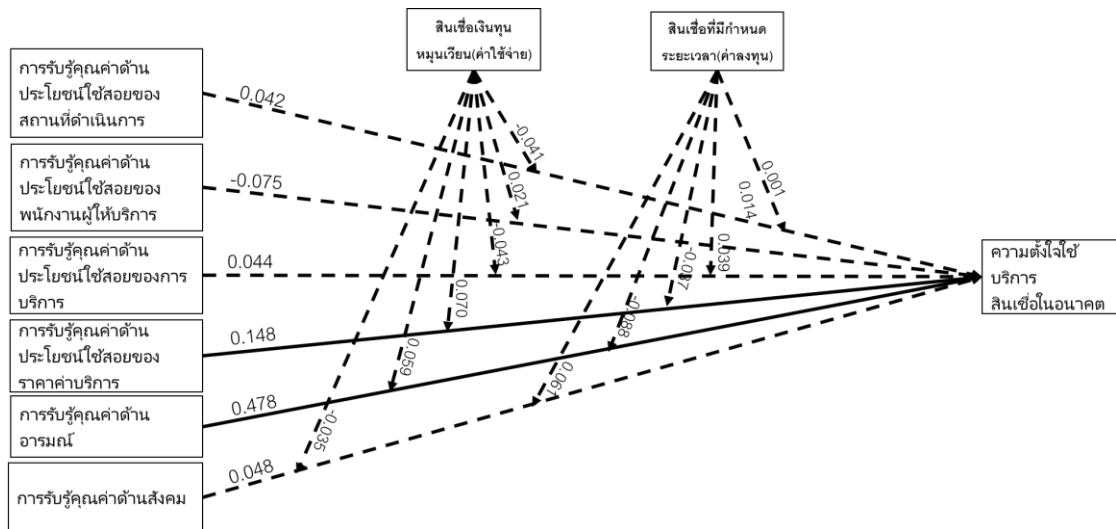 สินเชื่อเงินทุน
หมุนเวียน(ค่าใช้จ่าย)
สินเชื่อที่มีกำหนด
ระยะเวลา(ค่าลงทุน)
การรับรู้คุณค่าด้าน
ประโยชน์ใช้สอยของ
สถานที่ดำเนินการ
0.042
-0.041
0.001
การรับรู้คุณค่าด้าน
ประโยชน์ใช้สอยของ
พนักงานผู้ให้บริการ
-0.075
0.021
0.014
การรับรู้คุณค่าด้าน
ประโยชน์ใช้สอยของการ
บริการ
0.044
-0.043
0.039
ความตั้งใจใช้
บริการ
สินเชื่อในอนาคต
การรับรู้คุณค่าด้าน
ประโยชน์ใช้สอยของ
ราคาค่าบริการ
0.148
0.070
การรับรู้คุณค่าด้าน
อารมณ์
0.478
0.059
-0.088
การรับรู้คุณค่าด้านสังคม
0.048
-0.035
0.061